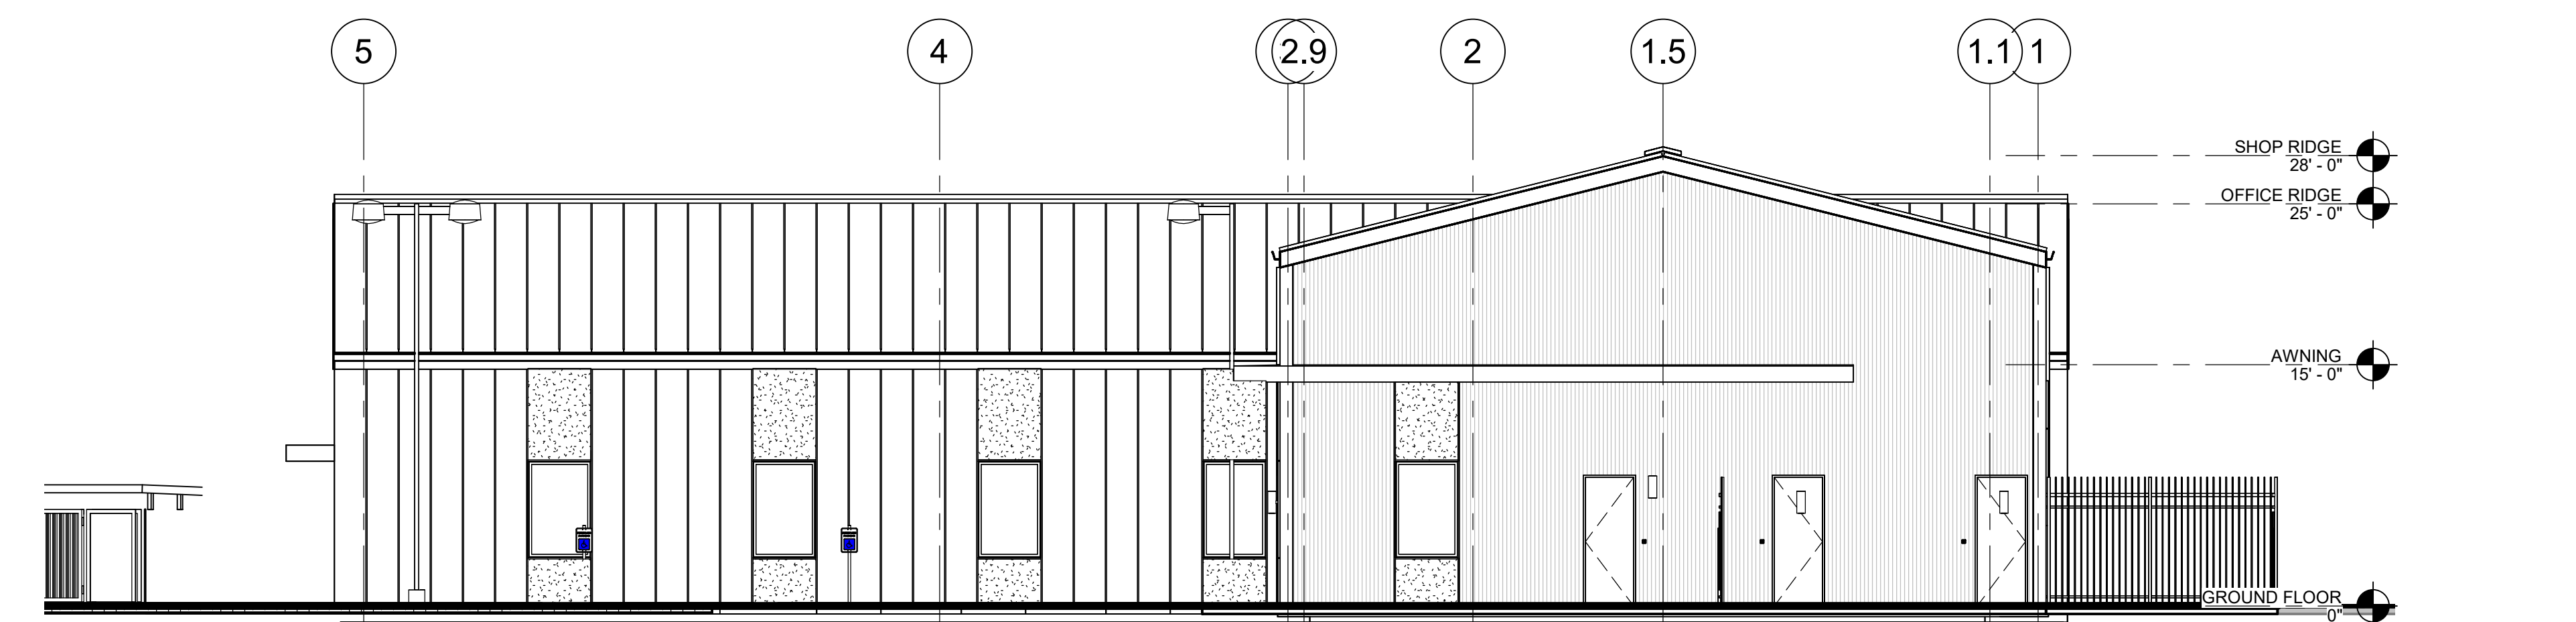 5
4
2.9
2
1.5
1.1
1
SHOP RIDGE
28' - 0"
OFFICE RIDGE
25' - 0"
AWNING
15' - 0"
GROUND FLOOR
0"